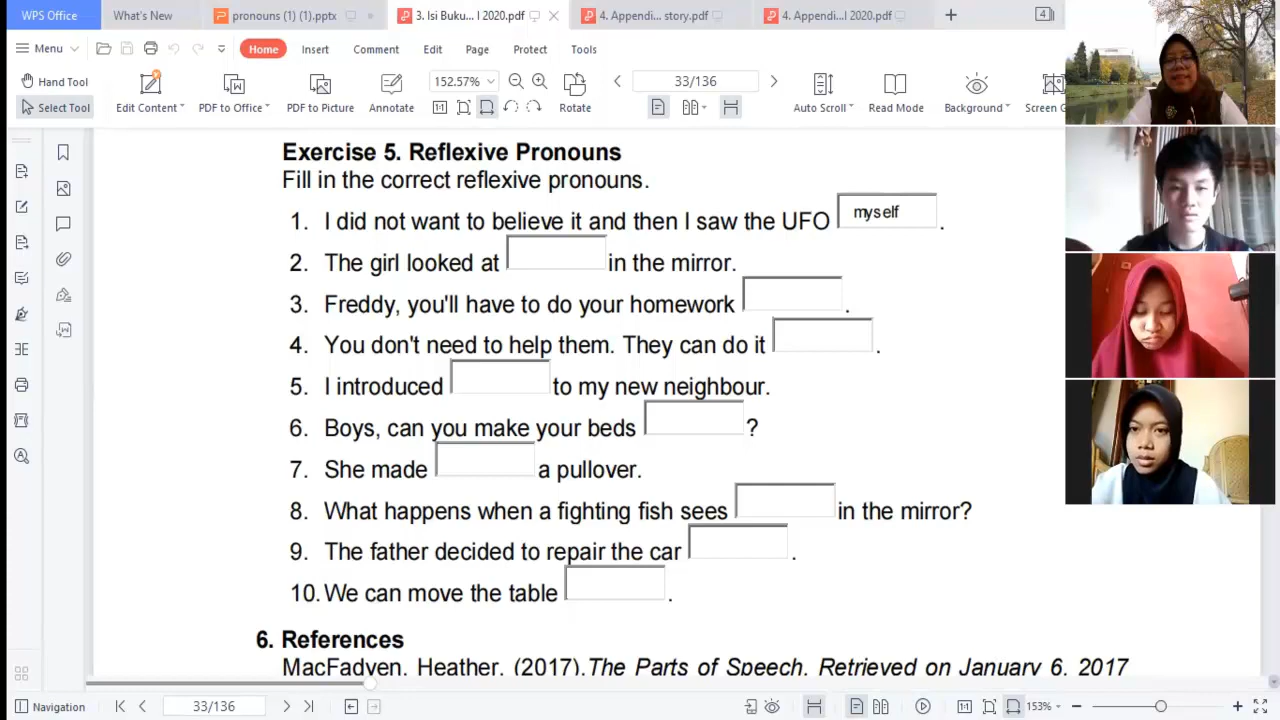 WPS Office What's New pronouns (1) (1).pptx 3. Isi Buku... l 2020.pdf 4. Appendi... story.pdf 4. Appendi...l 2020.pdf 4
Menu Home Insert Comment Edit Page Protect Tools
Hand Tool 152.57% 33/136
Select Tool Edit Content PDF to Office PDF to Picture Annotate 1:1 Rotate Auto Scroll Read Mode Background Screen G
Exercise 5. Reflexive Pronouns
Fill in the correct reflexive pronouns.
1. I did not want to believe it and then I saw the UFO myself .
2. The girl looked at in the mirror.
3. Freddy, you'll have to do your homework .
4. You don't need to help them. They can do it .
5. I introduced to my new neighbour.
6. Boys, can you make your beds ?
7. She made a pullover.
8. What happens when a fighting fish sees in the mirror?
9. The father decided to repair the car .
10. We can move the table .
6. References
MacFadyen, Heather. (2017).The Parts of Speech. Retrieved on January 6, 2017
Navigation 33/136 1:1 153%